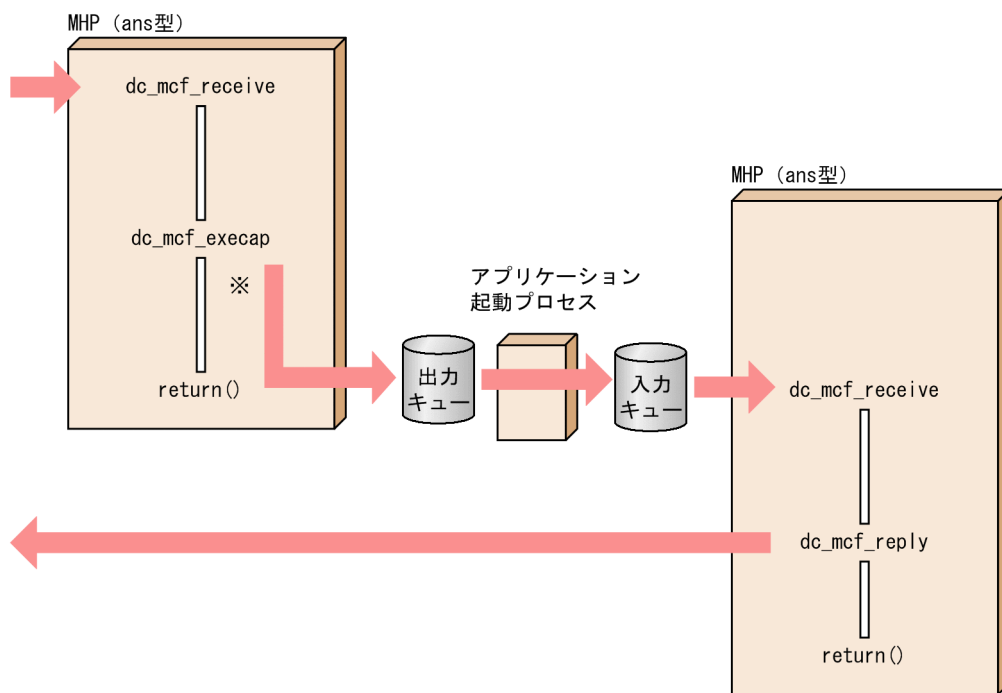 MHP (ans型)
dc_mcf_receive
dc_mcf_execap
※
return()
アプリケーション
起動プロセス
出力
キュー
入力
キュー
MHP (ans型)
dc_mcf_receive
dc_mcf_reply
return()